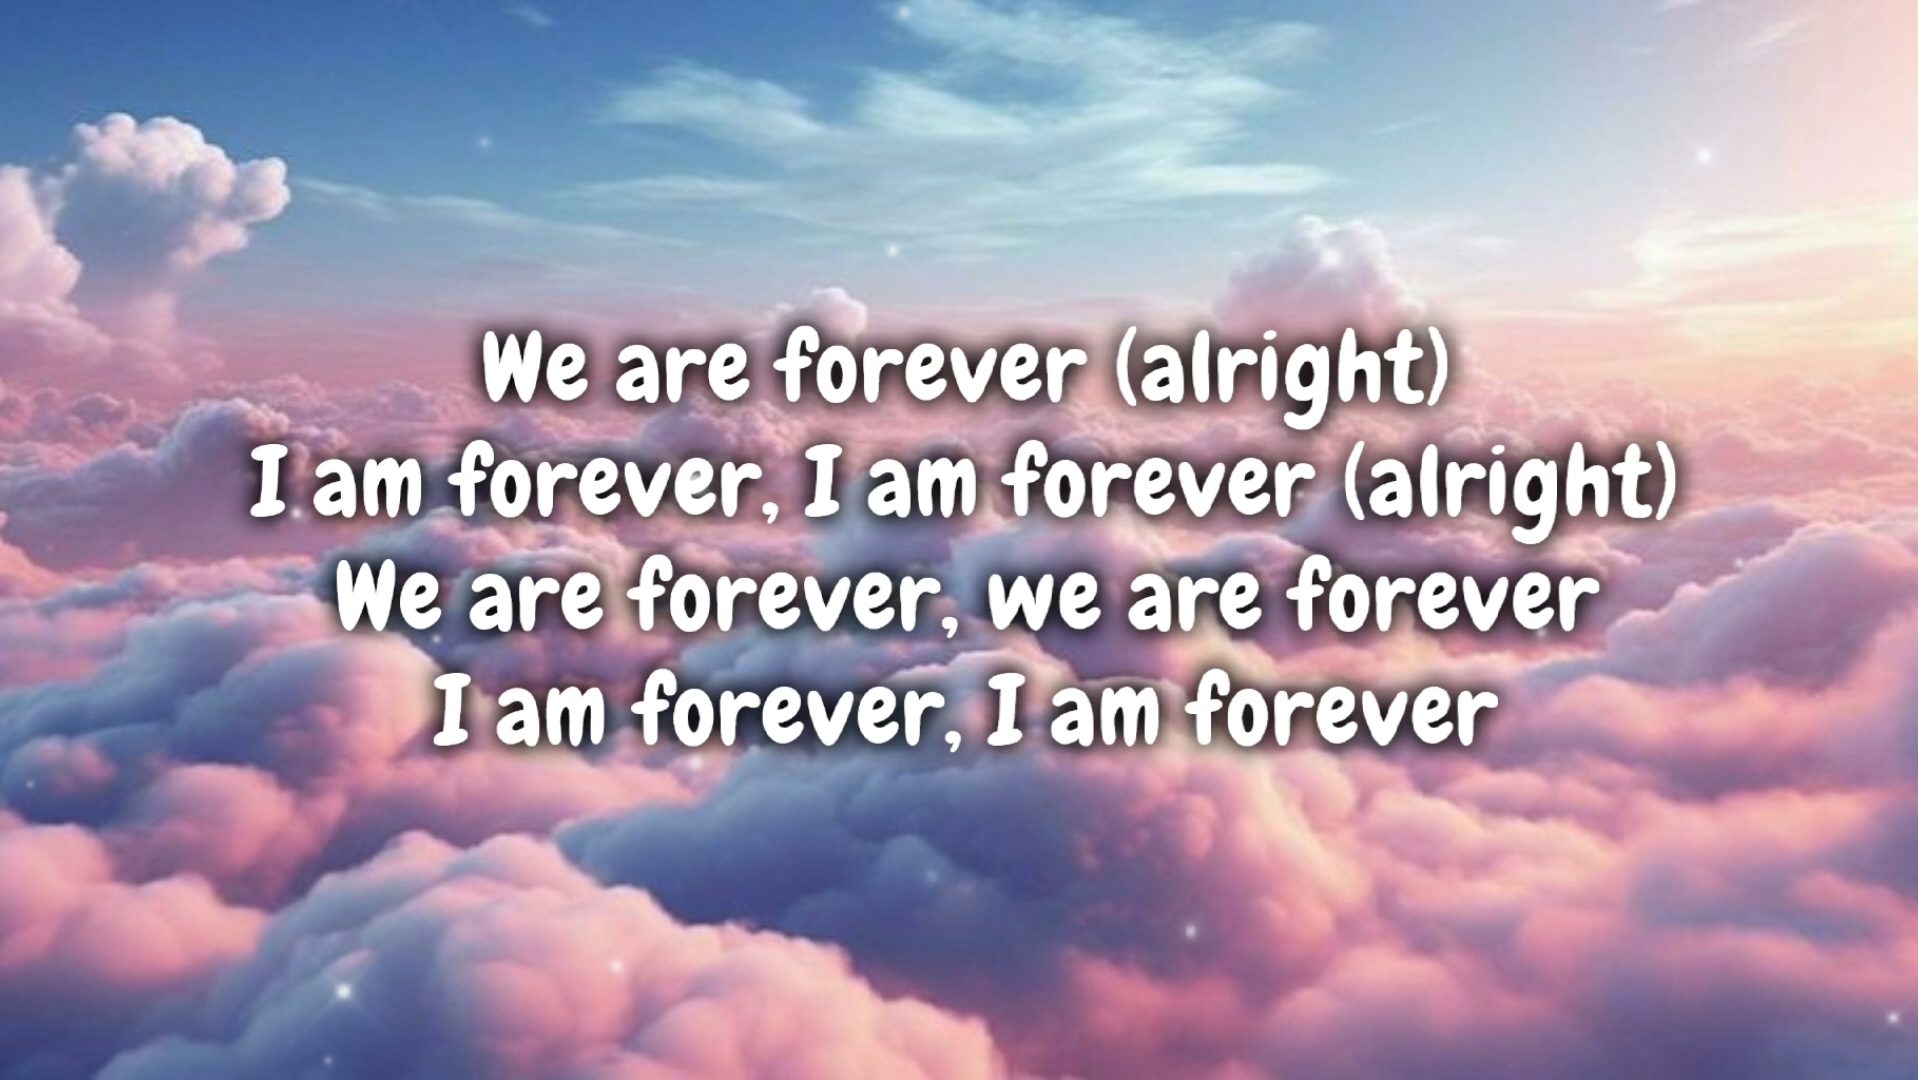 We are forever (alright)
I am forever, I am forever (alright)
We are forever, we are forever
I am forever, I am forever